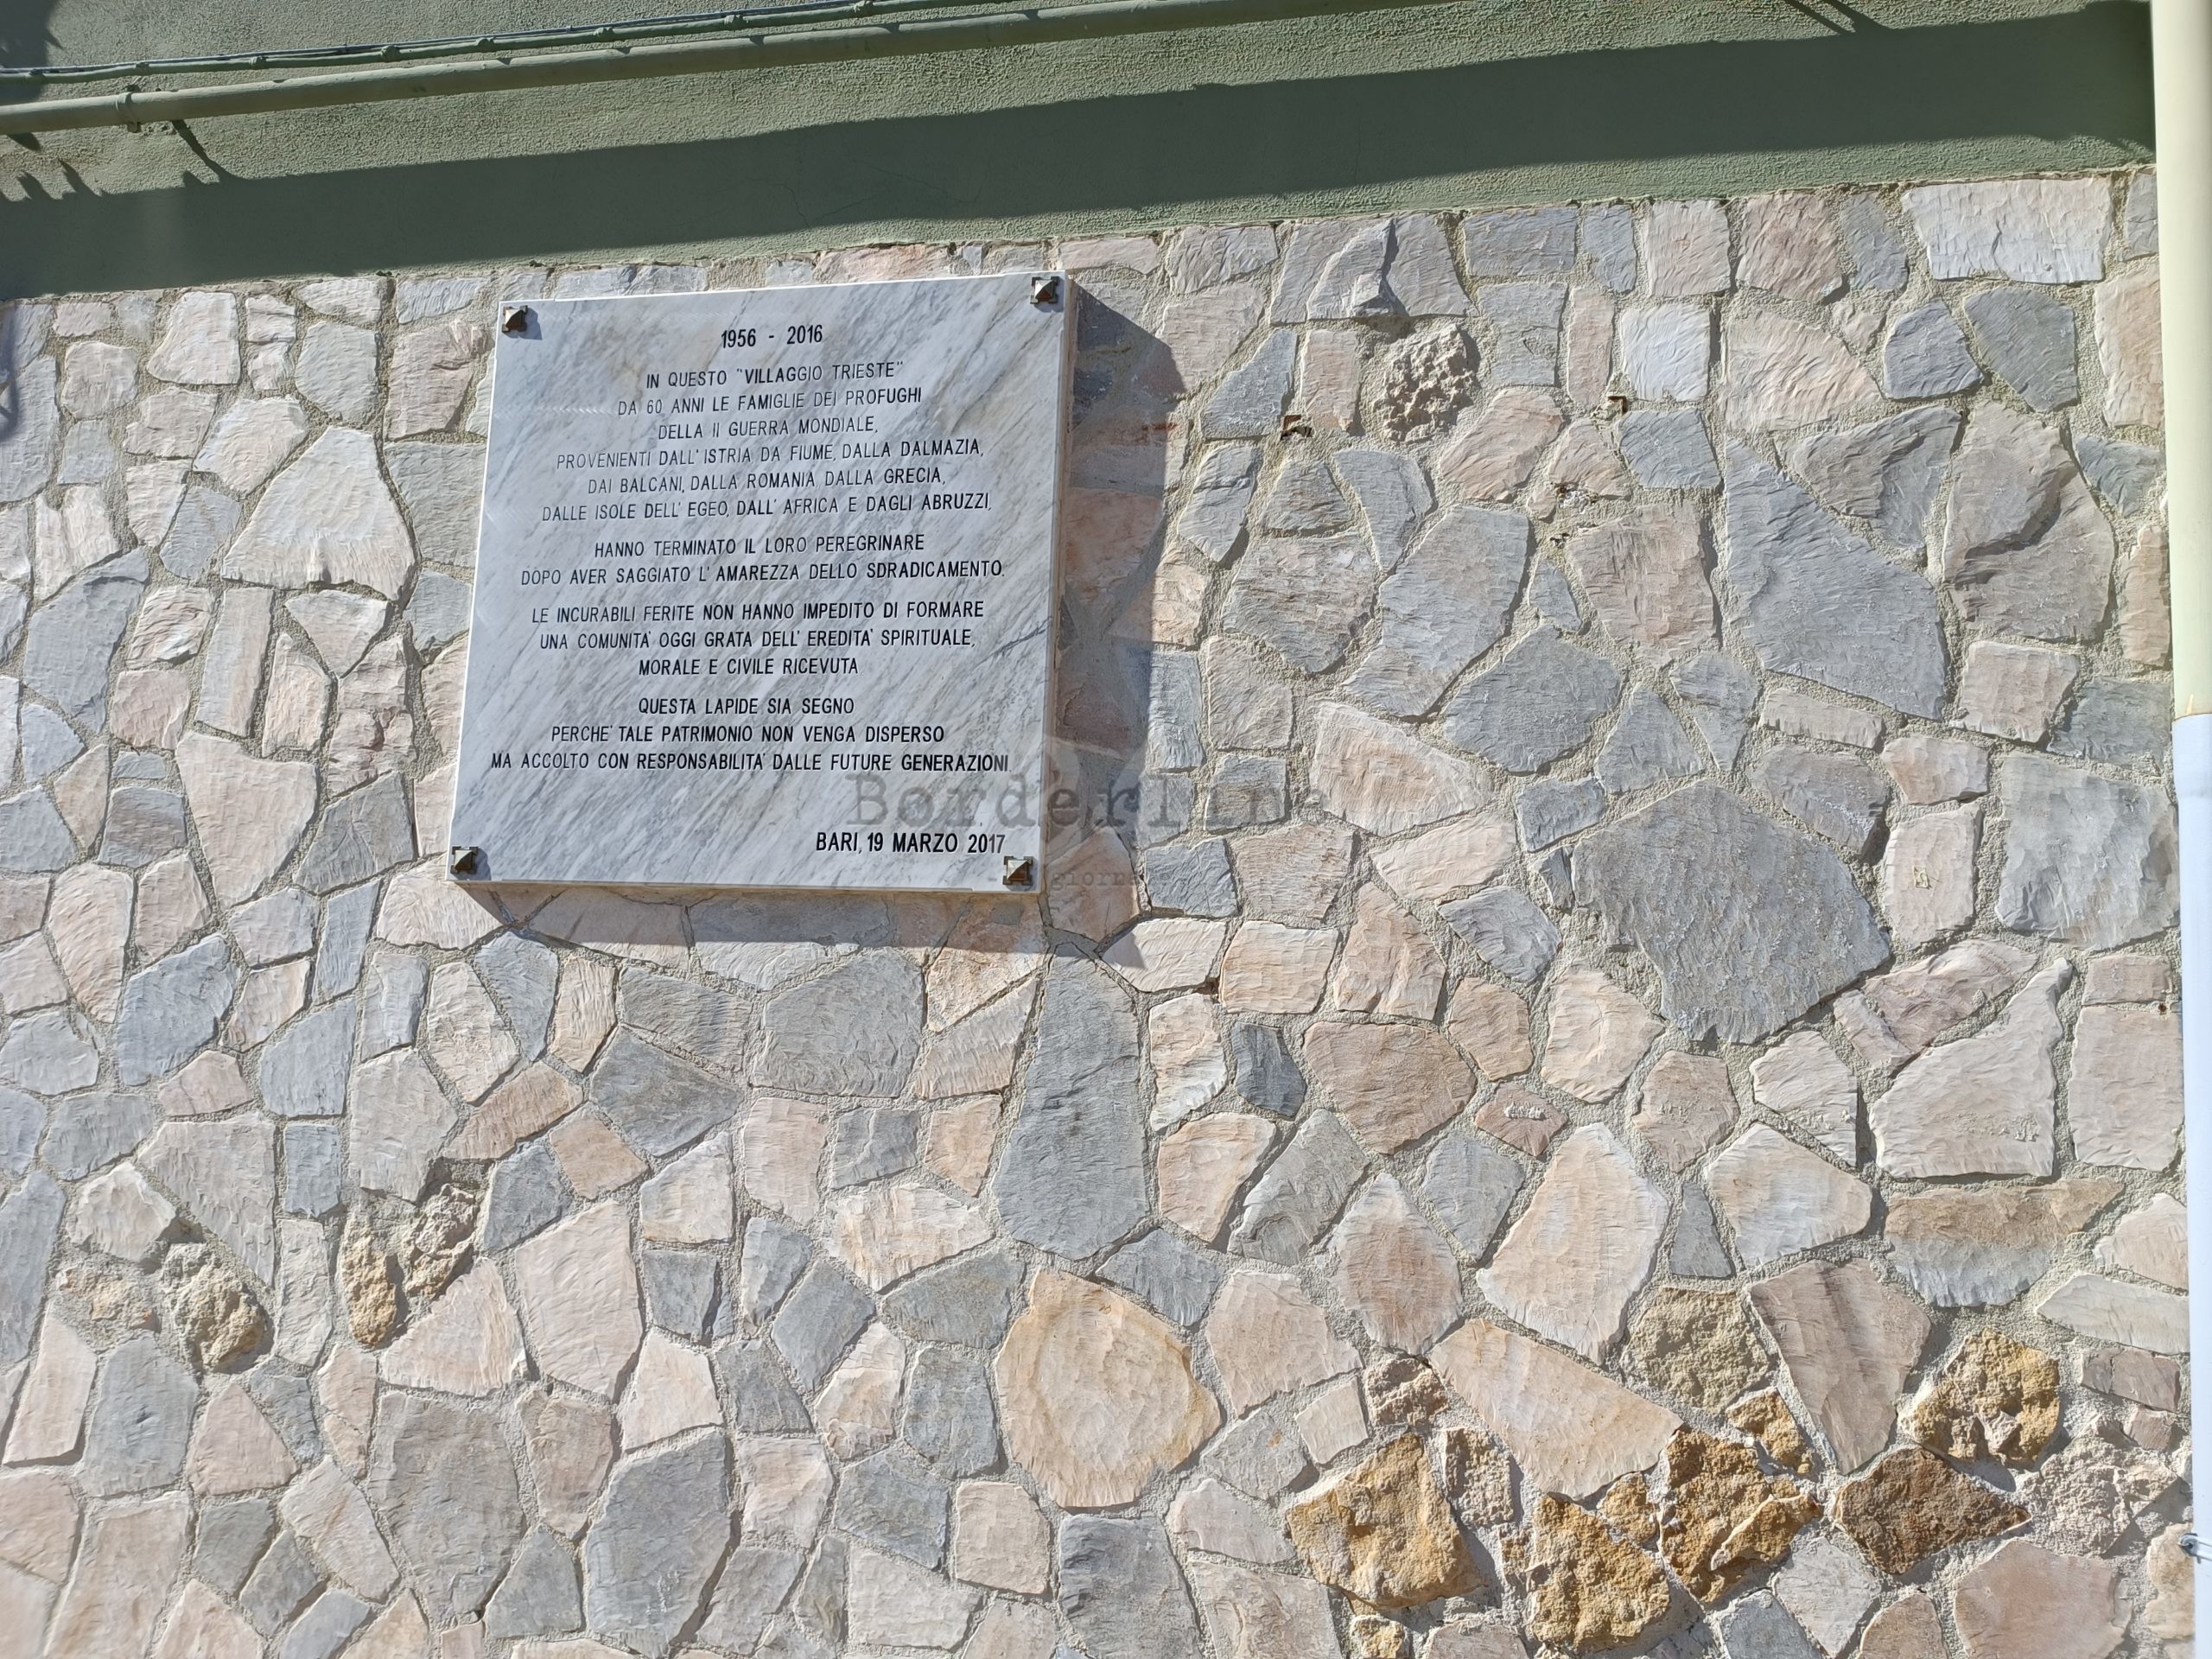 1956 - 2016
IN QUESTO "VILLAGGIO TRIESTE"
DA 60 ANNI LE FAMIGLIE DEI PROFUGHI
DELLA II GUERRA MONDIALE,
PROVENIENTI DALL' ISTRIA DA FIUME, DALLA DALMAZIA,
DAI BALCANI, DALLA ROMANIA DALLA GRECIA,
DALLE ISOLE DELL' EGEO, DALL' AFRICA E DAGLI ABRUZZI,
HANNO TERMINATO IL LORO PEREGRINARE
DOPO AVER SAGGIATO L' AMAREZZA DELLO SDRADICAMENTO.
LE INCURABILI FERITE NON HANNO IMPEDITO DI FORMARE
UNA COMUNITA' OGGI GRATA DELL' EREDITA' SPIRITUALE,
MORALE E CIVILE RICEVUTA
QUESTA LAPIDE SIA SEGNO
PERCHE' TALE PATRIMONIO NON VENGA DISPERSO
MA ACCOLTO CON RESPONSABILITA' DALLE FUTURE GENERAZIONI.
Borderline
BARI, 19 MARZO 2017